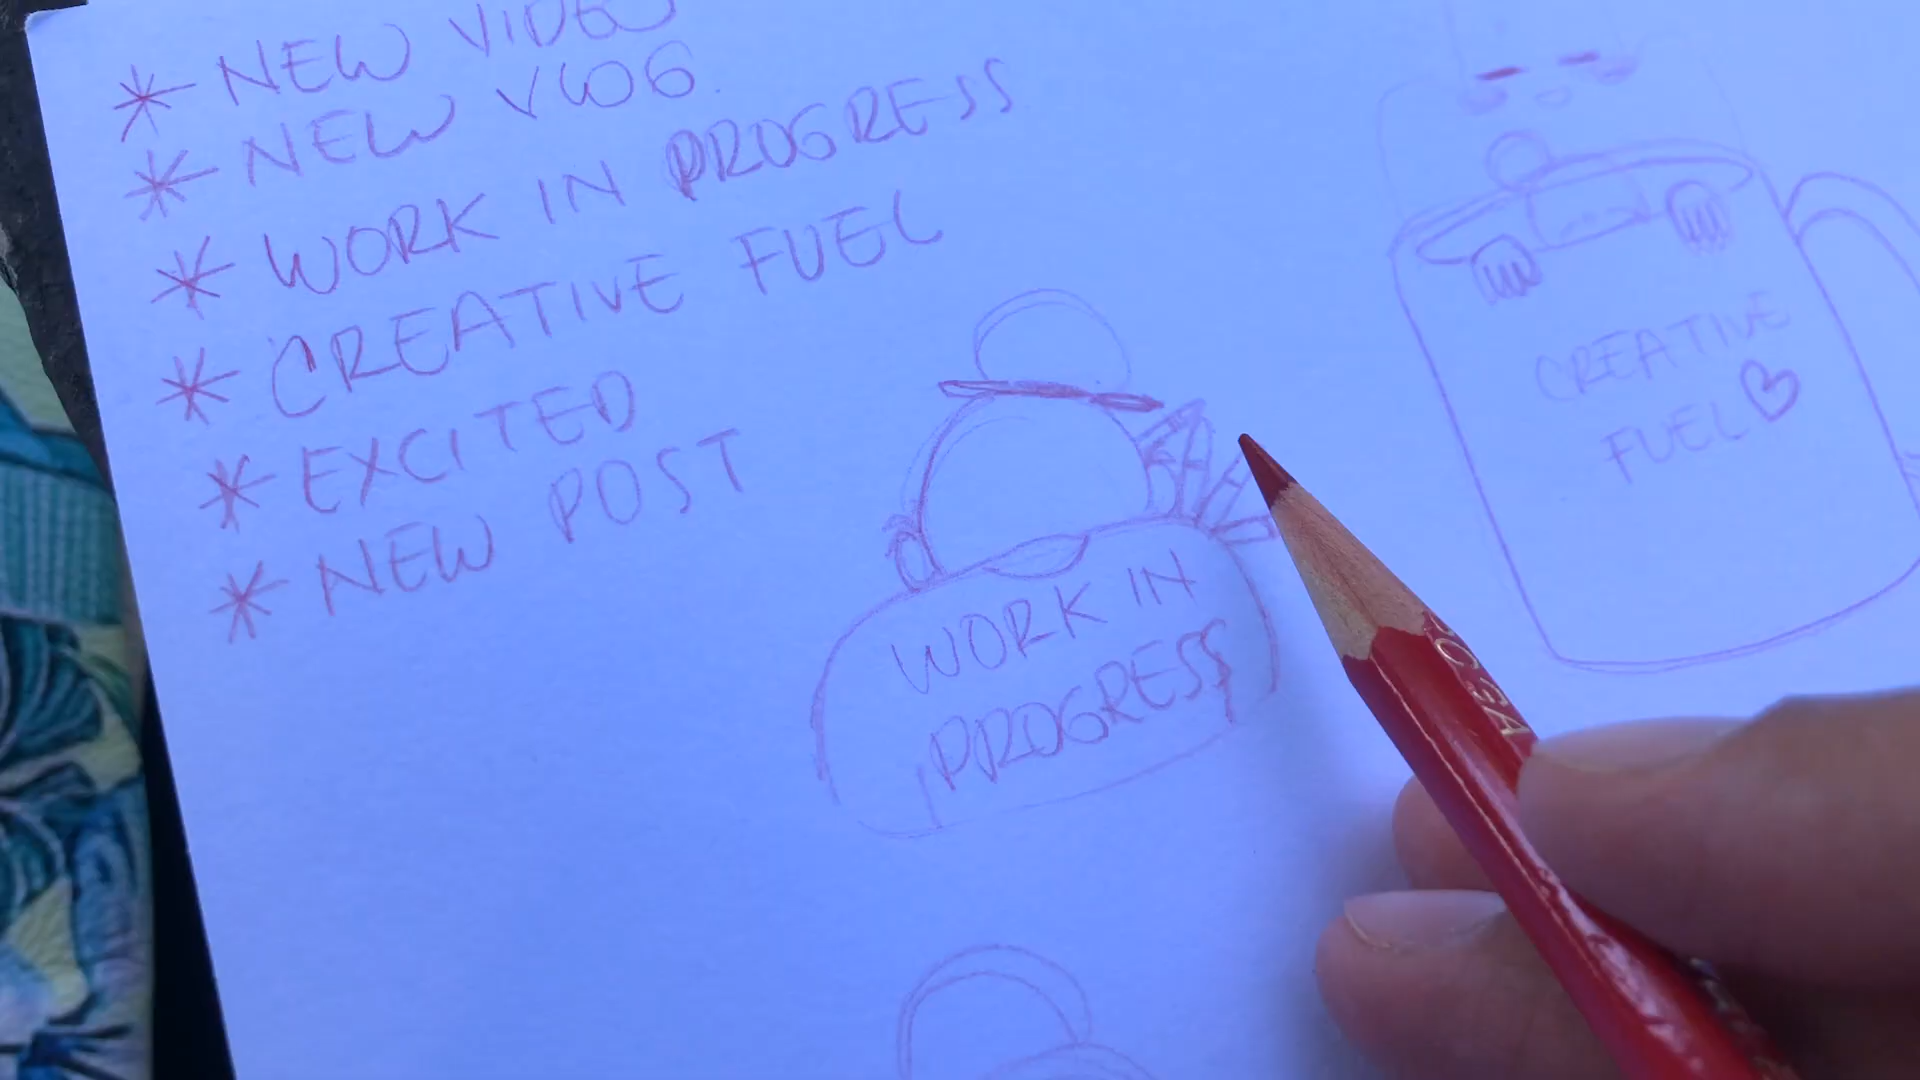 * NEW VIDEO
* NEW VLOG
* WORK IN PROGRESS
* CREATIVE FUEL
* EXCITED
* NEW POST
WORK IN
PROGRESS
CREATIVE
FUEL